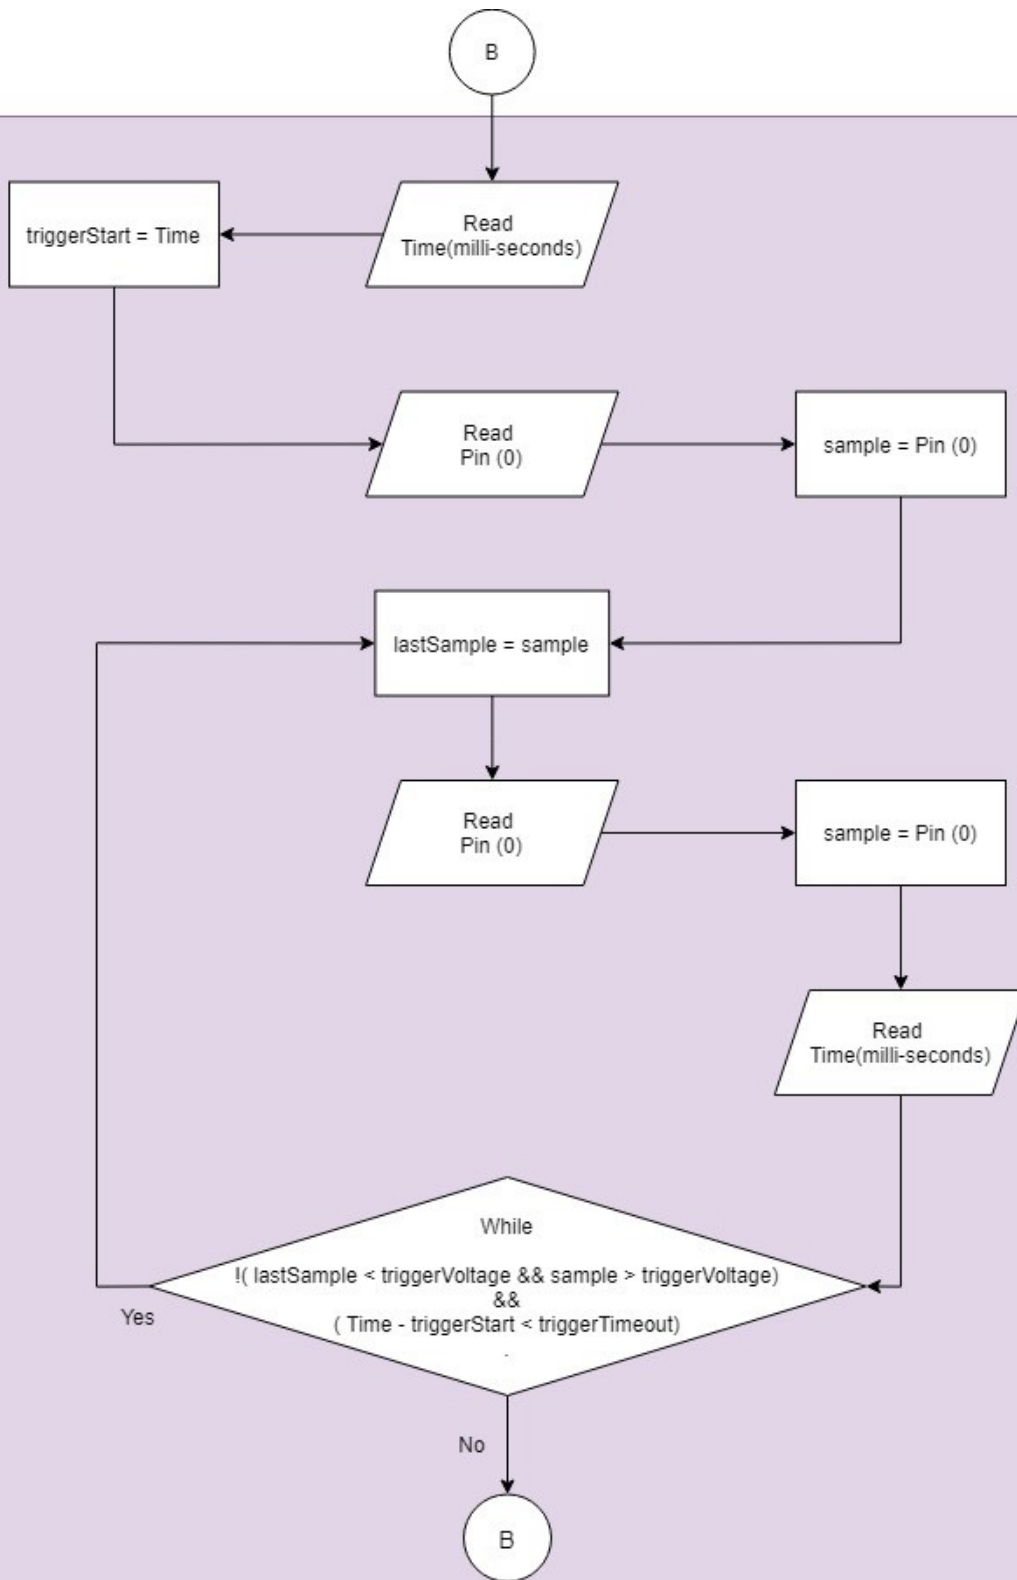 B
Read
Time(milli-seconds)
triggerStart = Time
Read
Pin (0)
sample = Pin (0)
lastSample = sample
Read
Pin (0)
sample = Pin (0)
Read
Time(milli-seconds)
While
!( lastSample < triggerVoltage && sample > triggerVoltage)
&&
( Time - triggerStart < triggerTimeout)
.
Yes
No
B